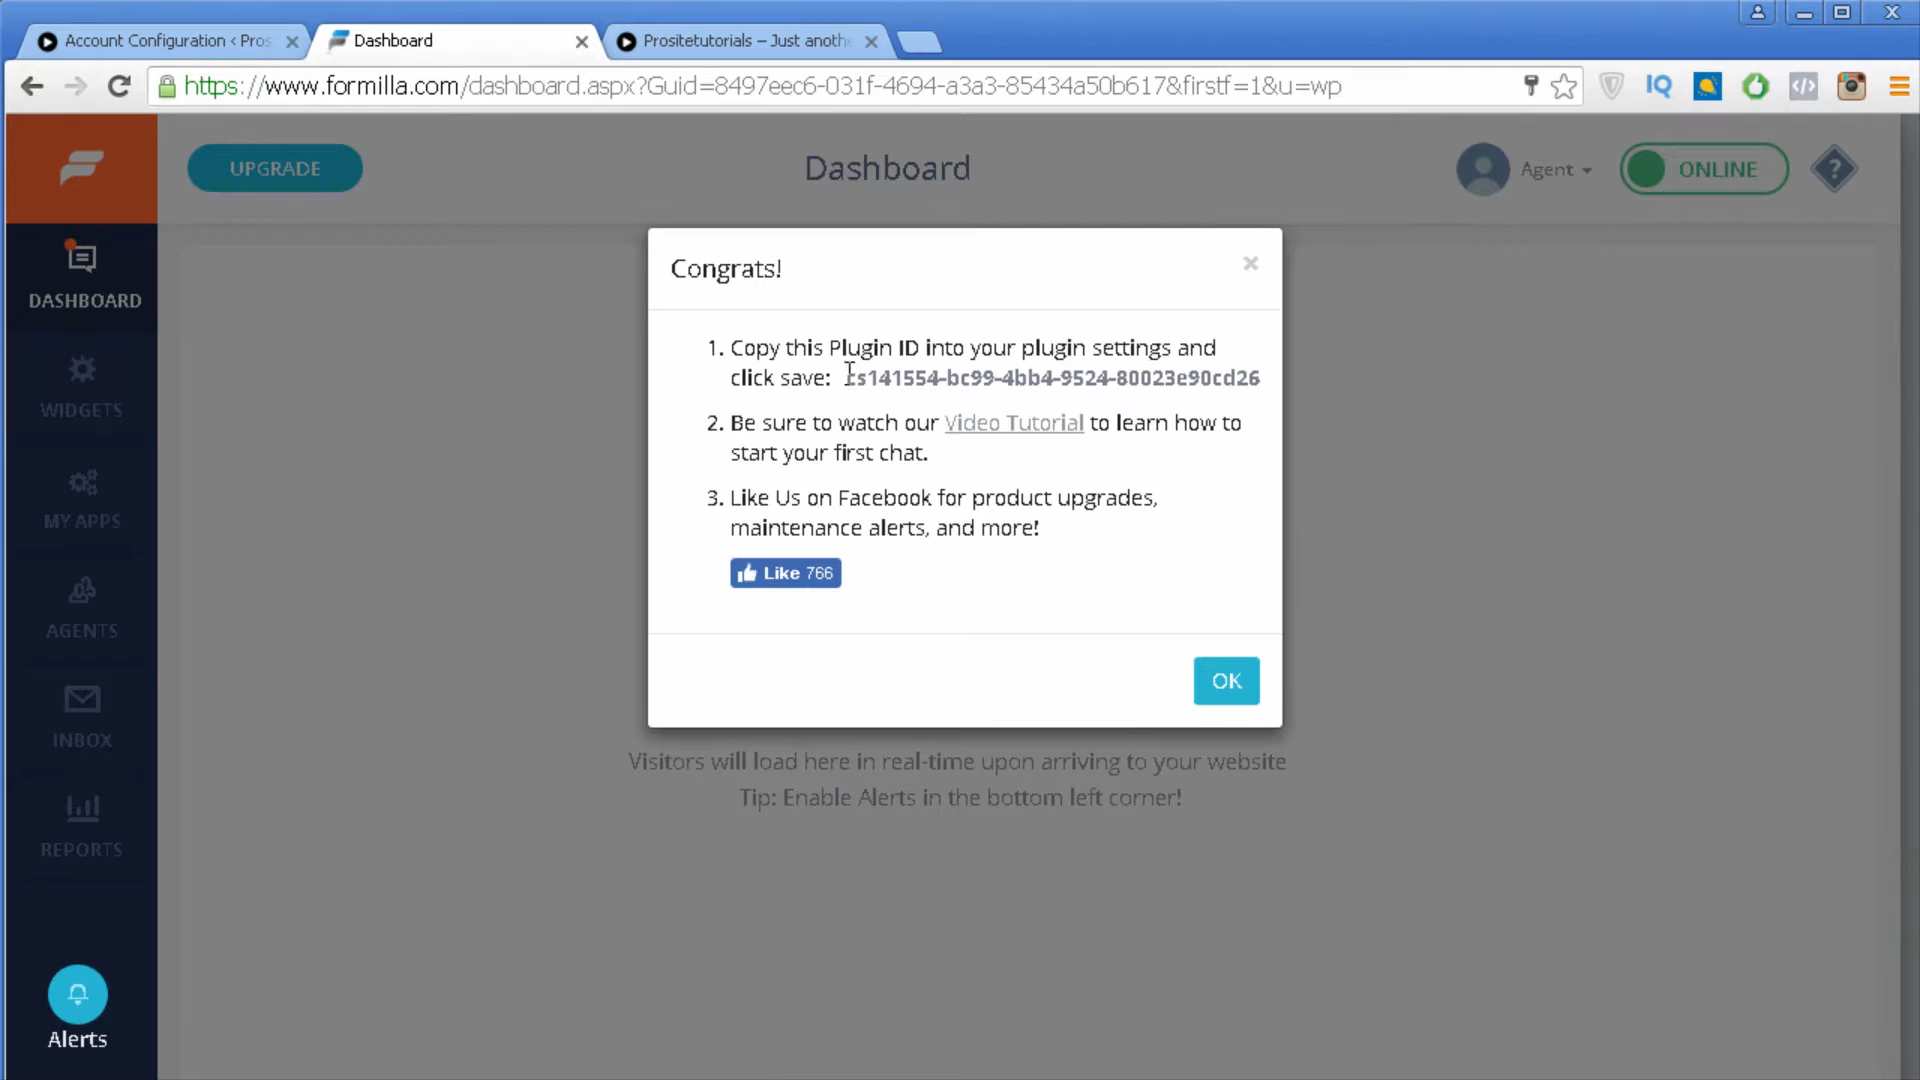 Account Configuration < Pros
Dashboard
Prositetutorials – Just anoth
https://www.formilla.com/dashboard.aspx?Guid=8497eec6-031f-4694-a3a3-85434a50b617&firstf=1&u=wp
IQ
UPGRADE
Dashboard
Agent
ONLINE
?
DASHBOARD
WIDGETS
MY APPS
AGENTS
INBOX
REPORTS
Alerts
Congrats!
×
1. Copy this Plugin ID into your plugin settings and
click save: cs141554-bc99-4bb4-9524-80023e90cd26
2. Be sure to watch our Video Tutorial to learn how to
start your first chat.
3. Like Us on Facebook for product upgrades,
maintenance alerts, and more!
Like 766
OK
Visitors will load here in real-time upon arriving to your website
Tip: Enable Alerts in the bottom left corner!